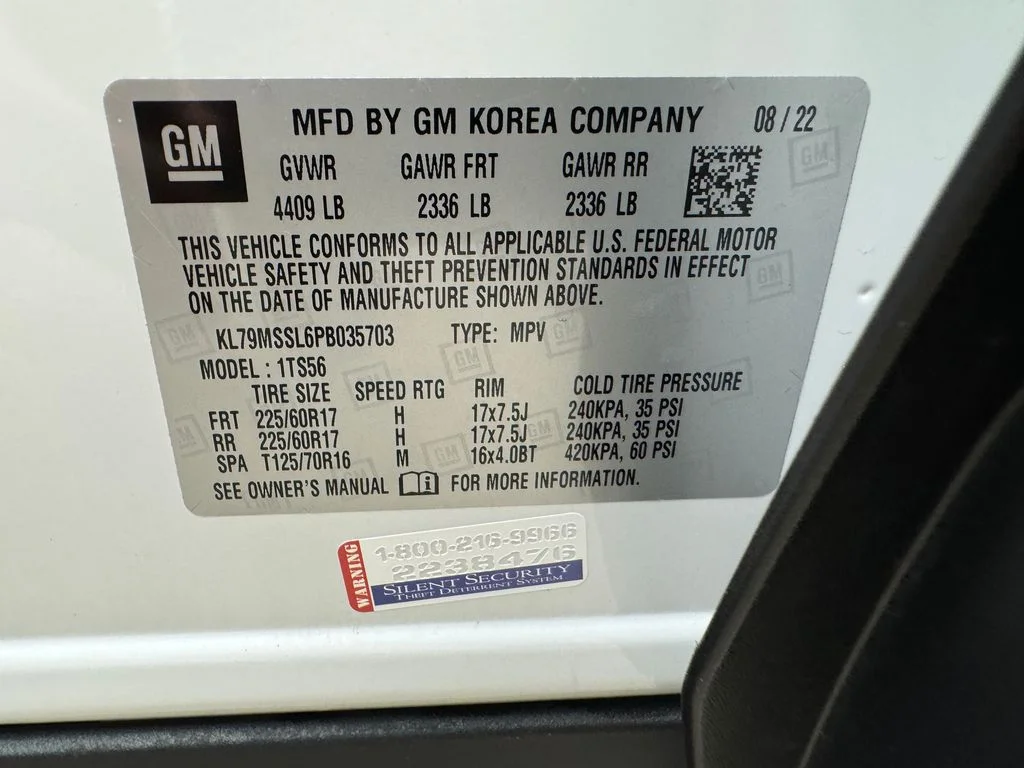 GM
MFD BY GM KOREA COMPANY 08 / 22
GVWR GAWR FRT GAWR RR
4409 LB 2336 LB 2336 LB
THIS VEHICLE CONFORMS TO ALL APPLICABLE U.S. FEDERAL MOTOR
VEHICLE SAFETY AND THEFT PREVENTION STANDARDS IN EFFECT
ON THE DATE OF MANUFACTURE SHOWN ABOVE.
KL79MSSL6PB035703 TYPE: MPV
MODEL : 1TS56
TIRE SIZE SPEED RTG RIM COLD TIRE PRESSURE
FRT 225/60R17 H 17x7.5J 240KPA, 35 PSI
RR 225/60R17 H 17x7.5J 240KPA, 35 PSI
SPA T125/70R16 M 16x4.0BT 420KPA, 60 PSI
SEE OWNER'S MANUAL FOR MORE INFORMATION.
WARNING
1-800-216-9966
2238476
SILENT SECURITY
THEFT DETERRENT SYSTEM